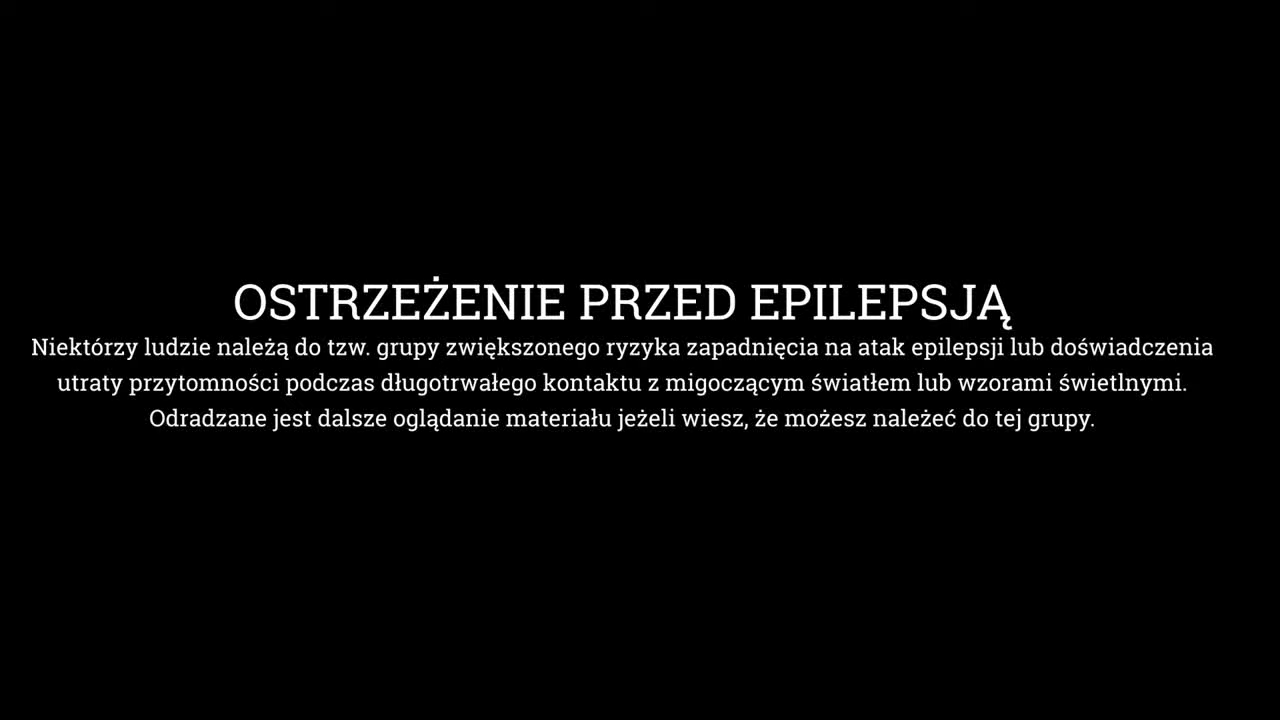 OSTRZEŻENIE PRZED EPILEPSJĄ
Niektórzy ludzie należą do tzw. grupy zwiększonego ryzyka zapadnięcia na atak epilepsji lub doświadczenia
utraty przytomności podczas długotrwałego kontaktu z migoczącym światłem lub wzorami świetlnymi.
Odradzane jest dalsze oglądanie materiału jeżeli wiesz, że możesz należeć do tej grupy.